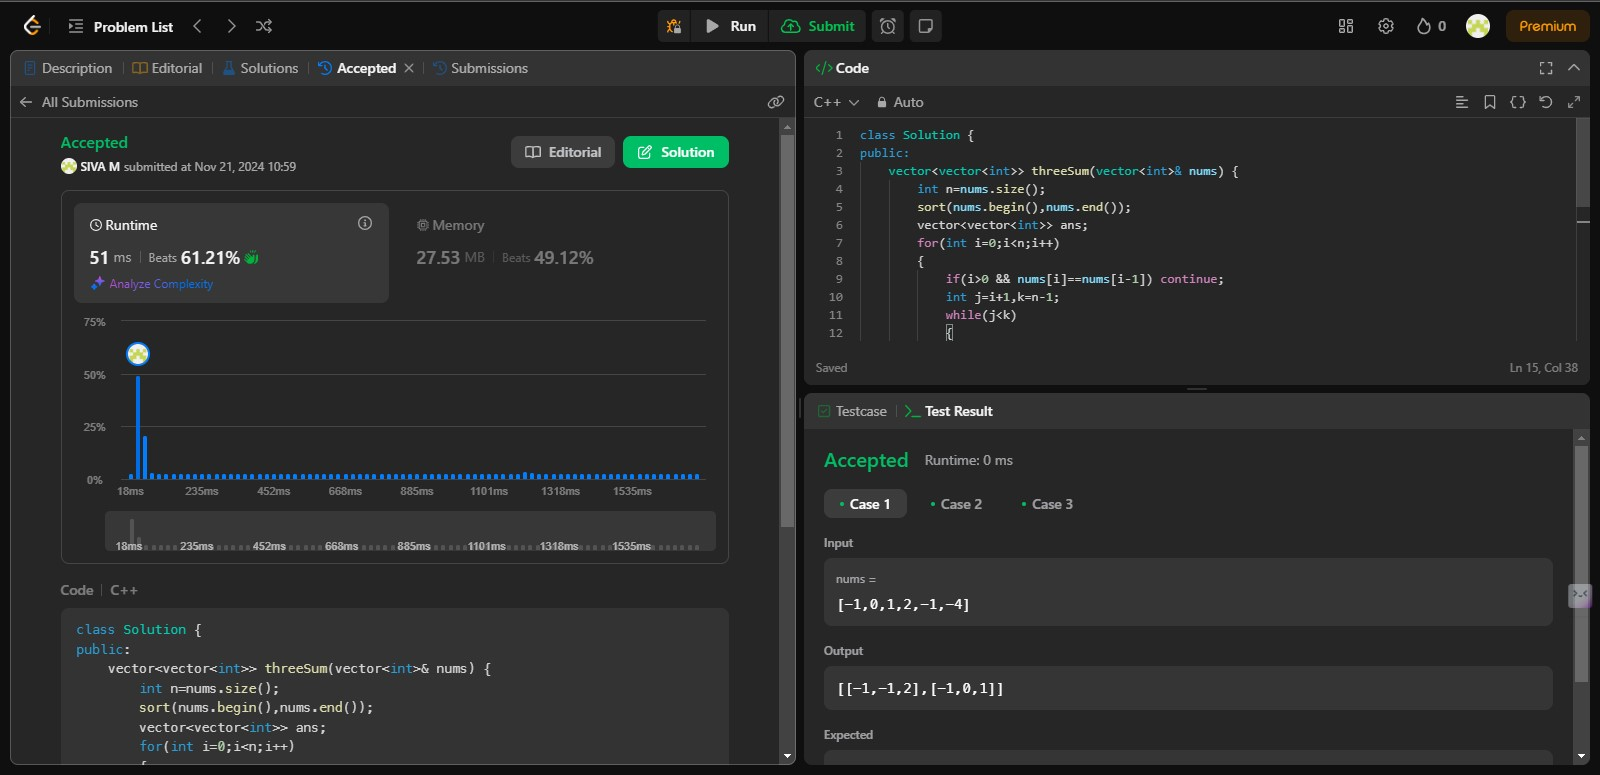 Problem List
Run
Submit
0
Premium
Description
Editorial
Solutions
Accepted
Submissions
All Submissions
Accepted
SIVA M submitted at Nov 21, 2024 10:59
Editorial
Solution
Runtime
51 ms | Beats 61.21%
Analyze Complexity
Memory
27.53 MB | Beats 49.12%
75%
50%
25%
0%
18ms 235ms 452ms 668ms 885ms 1101ms 1318ms 1535ms
18ms 235ms 452ms 668ms 885ms 1101ms 1318ms 1535ms
Code | C++
class Solution {
public:
    vector<vector<int>> threeSum(vector<int>& nums) {
        int n=nums.size();
        sort(nums.begin(),nums.end());
        vector<vector<int>> ans;
        for(int i=0;i<n;i++)
        {
</> Code
C++
Auto
1 class Solution {
2 public:
3     vector<vector<int>> threeSum(vector<int>& nums) {
4         int n=nums.size();
5         sort(nums.begin(),nums.end());
6         vector<vector<int>> ans;
7         for(int i=0;i<n;i++)
8         {
9             if(i>0 && nums[i]==nums[i-1]) continue;
10             int j=i+1,k=n-1;
11             while(j<k)
12             {
Saved
Ln 15, Col 38
Testcase
Test Result
Accepted
Runtime: 0 ms
Case 1
Case 2
Case 3
Input
nums =
[-1,0,1,2,-1,-4]
Output
[[-1,-1,2],[-1,0,1]]
Expected